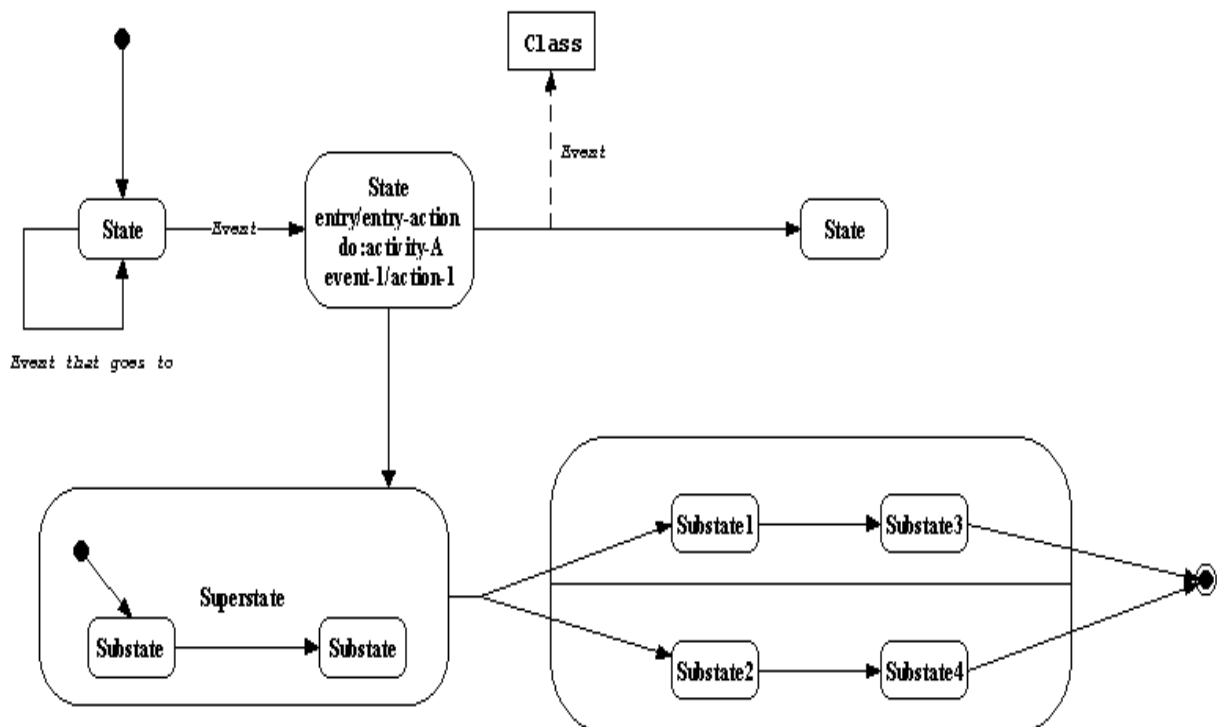 Class
Event
State
entry/entry-action
do:activity-A
event-1/action-1
State
Event
State
Event that goes to
Substate1
Substate3
Superstate
Substate
Substate
Substate2
Substate4